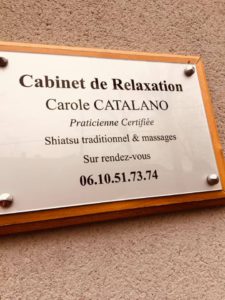 Cabinet de Relaxation
Carole CATALANO
Praticienne Certifiée
Shiatsu traditionnel & massages
Sur rendez-vous
06.10.51.73.74